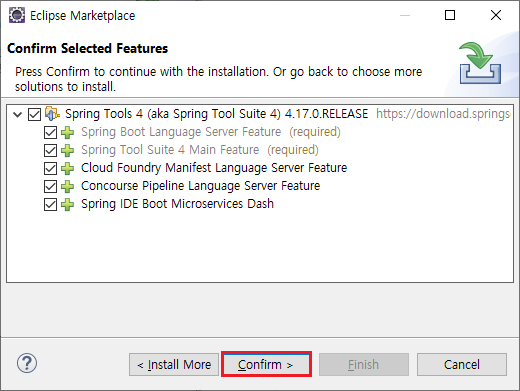 Eclipse Marketplace
Confirm Selected Features
Press Confirm to continue with the installation. Or go back to choose more
solutions to install.
Spring Tools 4 (aka Spring Tool Suite 4) 4.17.0.RELEASE https://download.springs
Spring Boot Language Server Feature (required)
Spring Tool Suite 4 Main Feature (required)
Cloud Foundry Manifest Language Server Feature
Concourse Pipeline Language Server Feature
Spring IDE Boot Microservices Dash
? < Install More Confirm > Finish Cancel